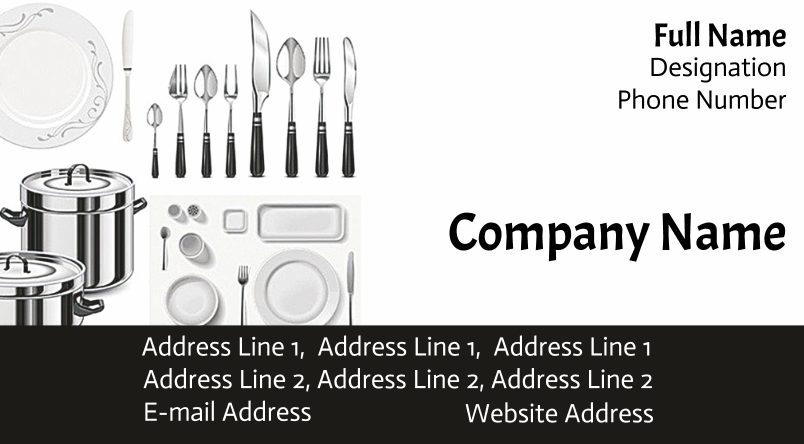 Full Name
Designation
Phone Number
Company Name
Address Line 1,  Address Line 1,  Address Line 1
Address Line 2, Address Line 2, Address Line 2
E-mail Address
Website Address